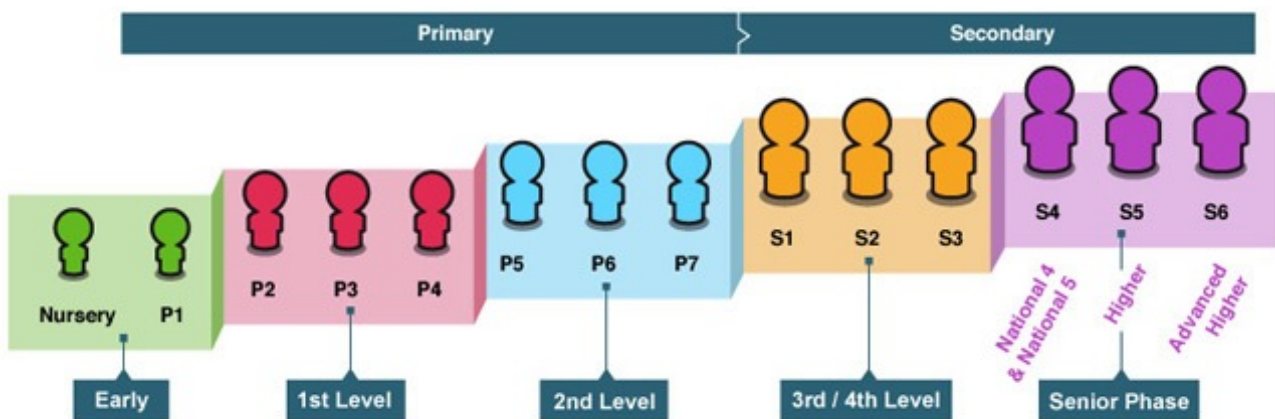 Primary
Secondary
Nursery
P1
P2
P3
P4
P5
P6
P7
S1
S2
S3
S4
S5
S6
National 4
& National 5
Higher
Advanced
Higher
Early
1st Level
2nd Level
3rd / 4th Level
Senior Phase